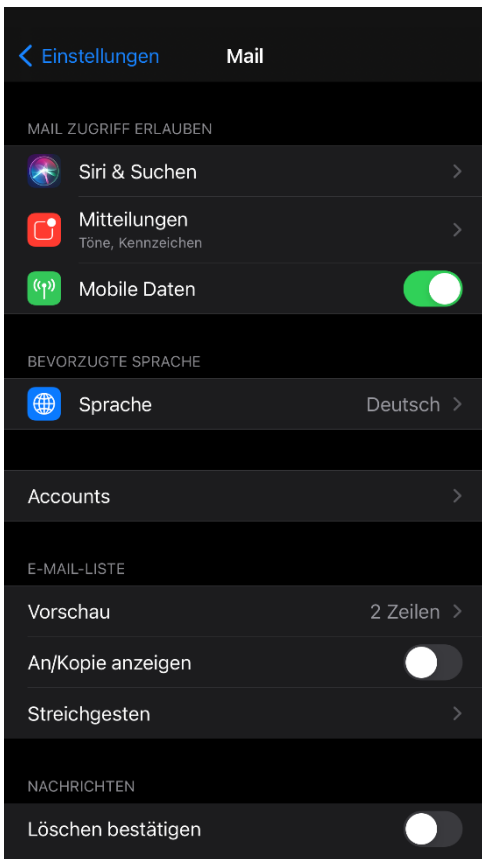 Einstellungen Mail
MAIL ZUGRIFF ERLAUBEN
Siri & Suchen
Mitteilungen
Töne, Kennzeichen
Mobile Daten
BEVORZUGTE SPRACHE
Sprache Deutsch
Accounts
E-MAIL-LISTE
Vorschau 2 Zeilen
An/Kopie anzeigen
Streichgesten
NACHRICHTEN
Löschen bestätigen